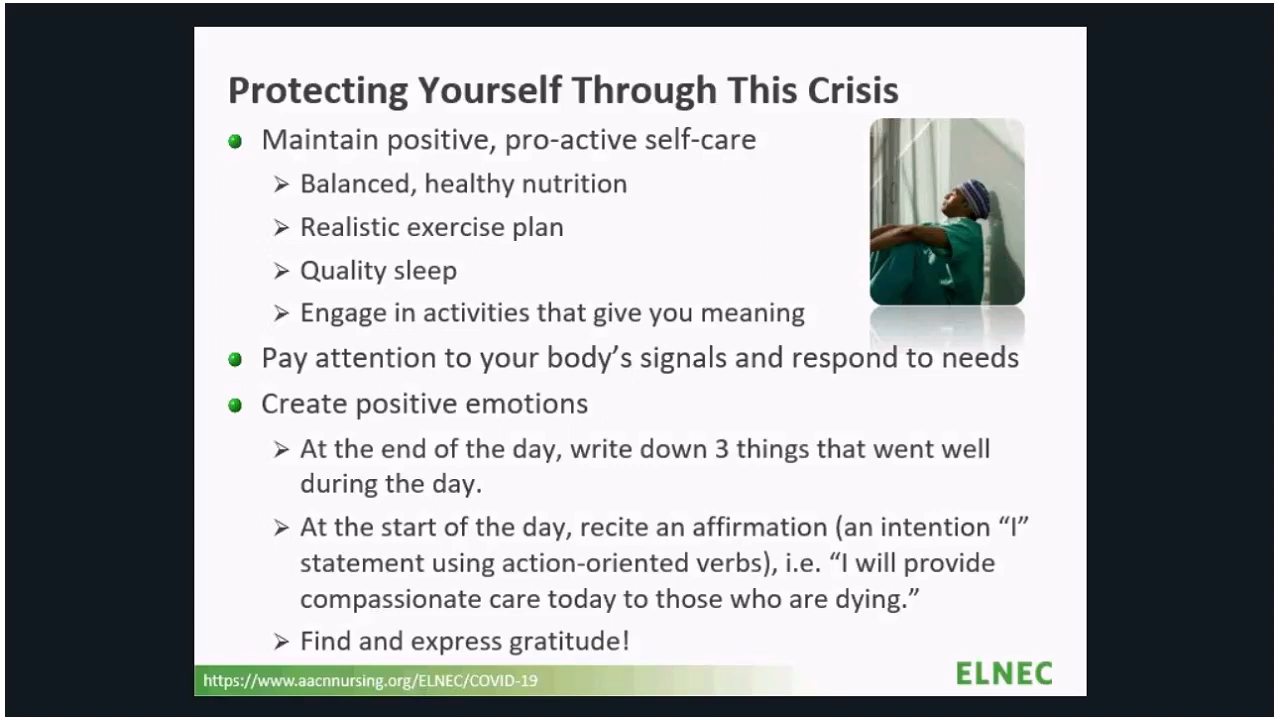 Protecting Yourself Through This Crisis
Maintain positive, pro-active self-care
Balanced, healthy nutrition
Realistic exercise plan
Quality sleep
Engage in activities that give you meaning
Pay attention to your body’s signals and respond to needs
Create positive emotions
At the end of the day, write down 3 things that went well
during the day.
At the start of the day, recite an affirmation (an intention “I”
statement using action-oriented verbs), i.e. “I will provide
compassionate care today to those who are dying.”
Find and express gratitude!
https://www.aacnnursing.org/ELNEC/COVID-19
ELNEC